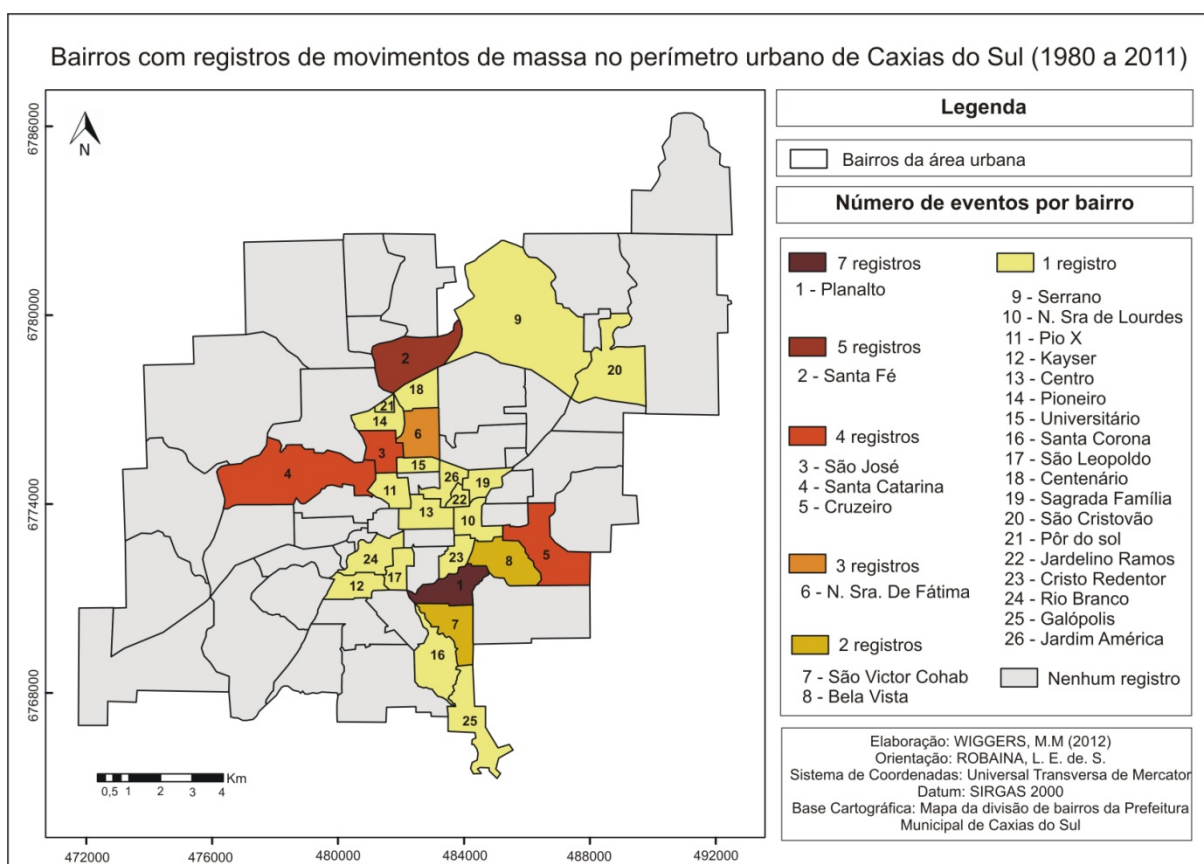 Bairros com registros de movimentos de massa no perímetro urbano de Caxias do Sul (1980 a 2011)
6786000
6780000
6774000
6768000
N
9
2
20
18
21
14
6
3
4
15
26
19
11
22
13
10
5
23
8
24
17
12
1
7
16
25
Km
0,5 1 2 3 4
472000 476000 480000 484000 488000 492000
Legenda
Bairros da área urbana
Número de eventos por bairro
7 registros
1 - Planalto
5 registros
2 - Santa Fé
4 registros
3 - São José
4 - Santa Catarina
5 - Cruzeiro
3 registros
6 - N. Sra. De Fátima
2 registros
7 - São Victor Cohab
8 - Bela Vista
1 registro
9 - Serrano
10 - N. Sra de Lourdes
11 - Pio X
12 - Kayser
13 - Centro
14 - Pioneiro
15 - Universitário
16 - Santa Corona
17 - São Leopoldo
18 - Centenário
19 - Sagrada Família
20 - São Cristovão
21 - Pôr do sol
22 - Jardelino Ramos
23 - Cristo Redentor
24 - Rio Branco
25 - Galópolis
26 - Jardim América
Nenhum registro
Elaboração: WIGGERS, M.M (2012)
Orientação: ROBAINA, L. E. de. S.
Sistema de Coordenadas: Universal Transversa de Mercator
Datum: SIRGAS 2000
Base Cartográfica: Mapa da divisão de bairros da Prefeitura
Municipal de Caxias do Sul